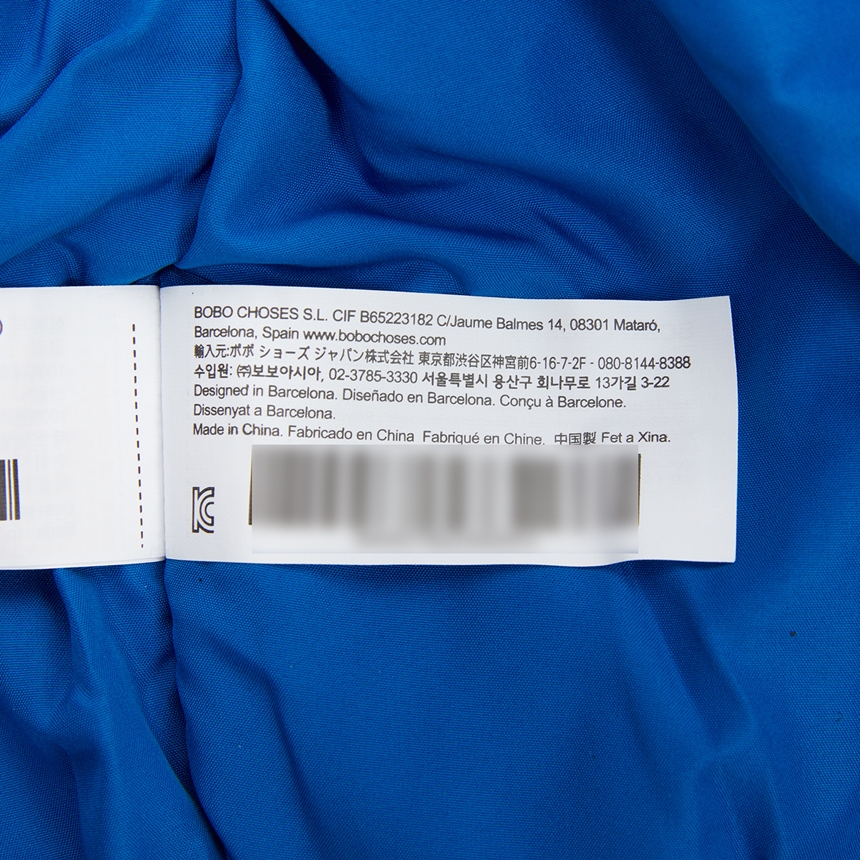 BOBO CHOSES S.L. CIF B65223182 C/Jaume Balmes 14, 08301 Mataró,
Barcelona, Spain www.bobochoses.com
輸入元:ボボ ショーズ ジャパン株式会社 東京都渋谷区神宮前6-16-7-2F - 080-8144-8388
수입원: ㈜보보아시아, 02-3785-3330 서울특별시 용산구 회나무로 13가길 3-22
Designed in Barcelona. Diseñado en Barcelona. Conçu à Barcelone.
Dissenyat a Barcelona.
Made in China. Fabricado en China Fabriqué en Chine. 中国製 Fet a Xina.
KC